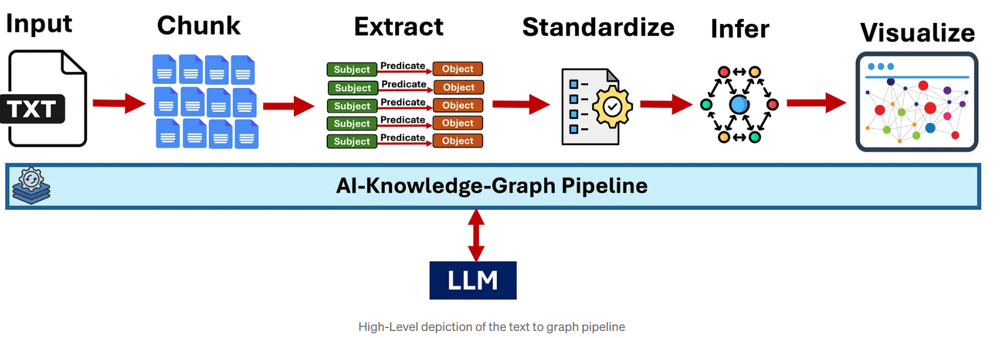 Input
Chunk
Extract
Standardize
Infer
Visualize
TXT
Subject Predicate Object
Subject Predicate Object
Subject Predicate Object
Subject Predicate Object
Subject Predicate Object
AI-Knowledge-Graph Pipeline
LLM
High-Level depiction of the text to graph pipeline